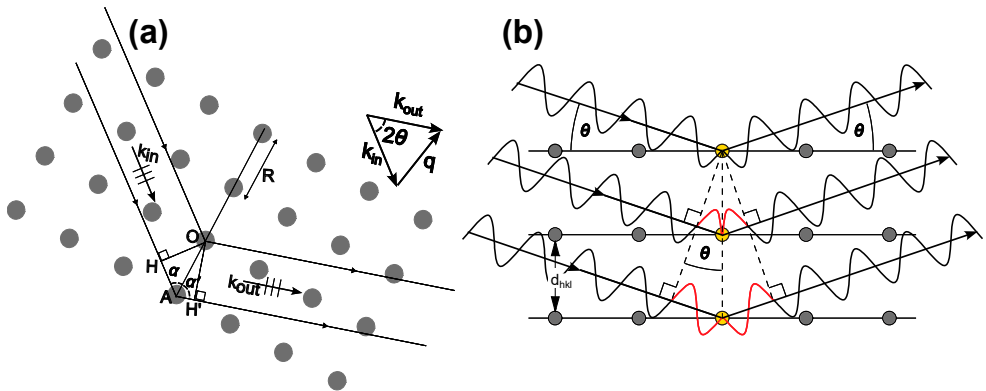 (a)
k_in
k_out
2θ
k_in
q
R
O
H
α
α'
A
H'
k_out
(b)
θ
θ
θ
d_hkl